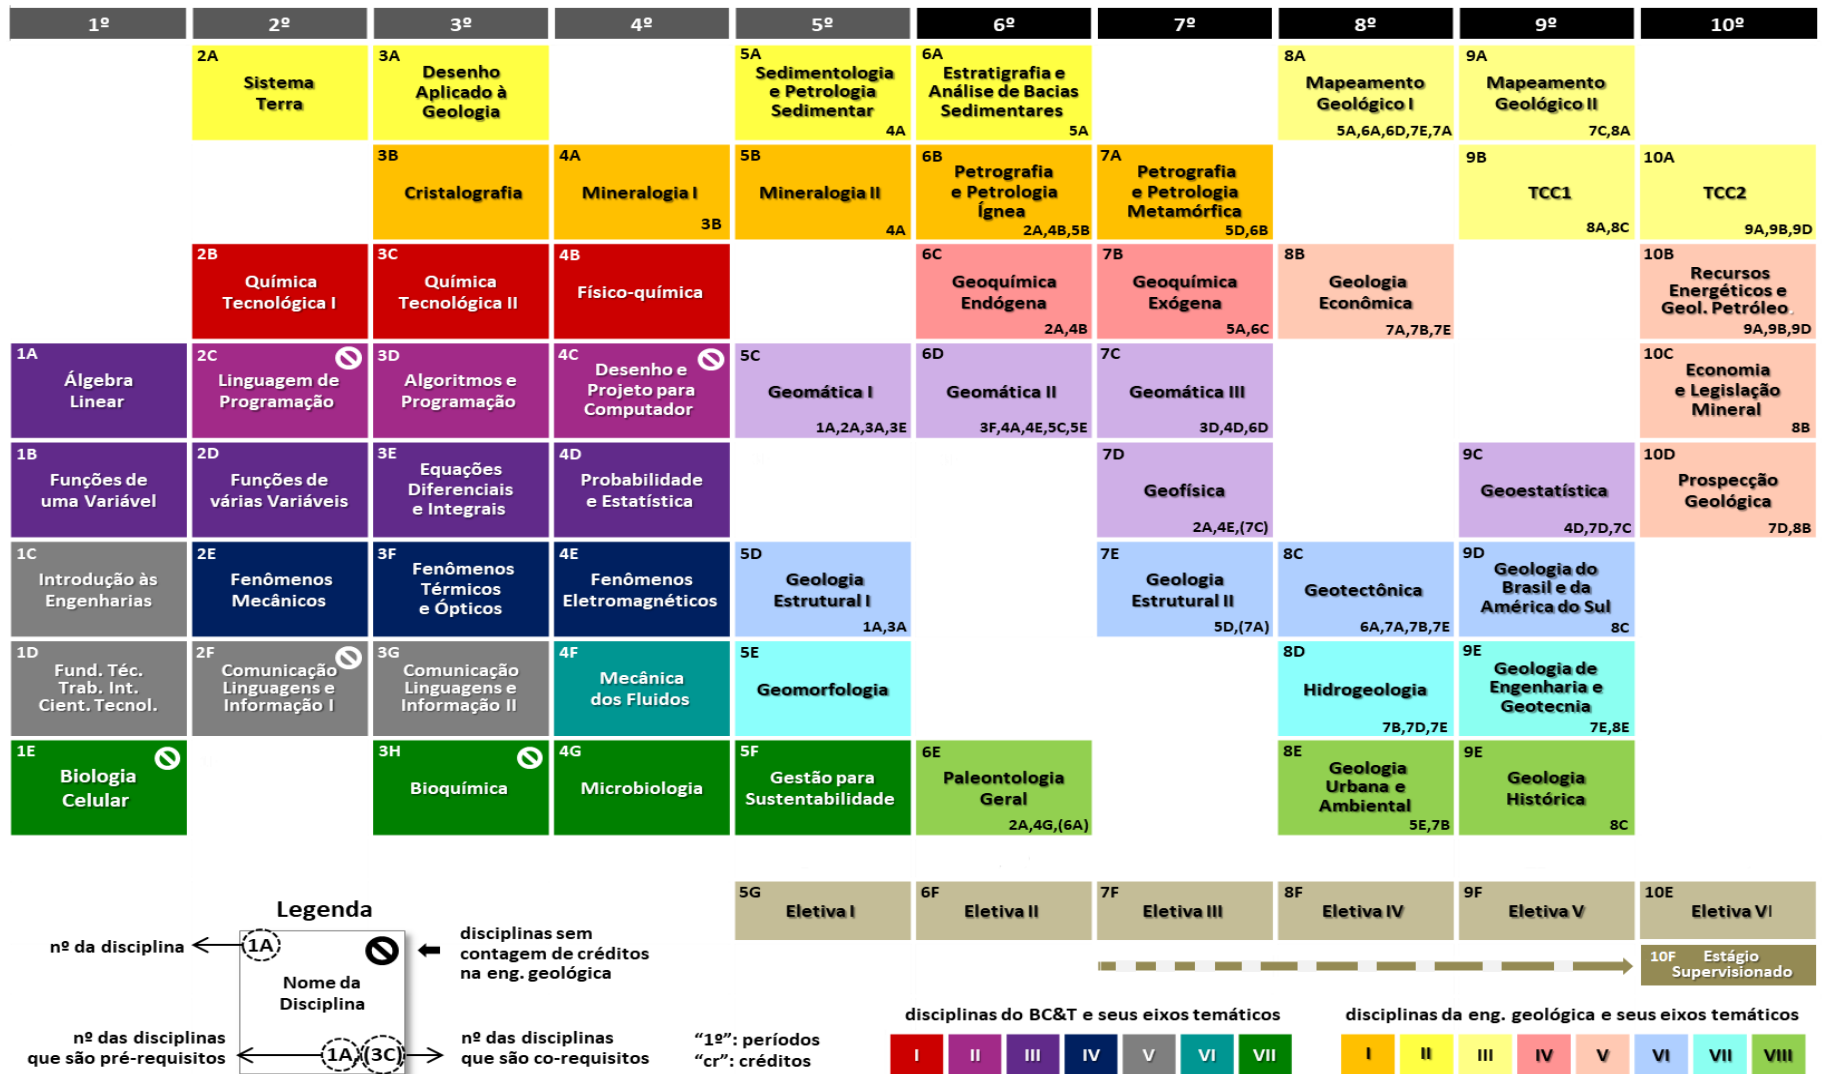 1º 2º 3º 4º 5º 6º 7º 8º 9º 10º
2A
Sistema
Terra
3A
Desenho
Aplicado à
Geologia
5A
Sedimentologia
e Petrologia
Sedimentar
4A
6A
Estratigrafia e
Análise de Bacias
Sedimentares
5A
8A
Mapeamento
Geológico I
5A,6A,6D,7E,7A
9A
Mapeamento
Geológico II
7C,8A
3B
Cristalografia
4A
Mineralogia I
3B
5B
Mineralogia II
4A
6B
Petrografia
e Petrologia
Ígnea
2A,4B,5B
7A
Petrografia
e Petrologia
Metamórfica
5D,6B
9B
TCC1
8A,8C
10A
TCC2
9A,9B,9D
2B
Química
Tecnológica I
3C
Química
Tecnológica II
4B
Físico-química
6C
Geoquímica
Endógena
2A,4B
7B
Geoquímica
Exógena
5A,6C
8B
Geologia
Econômica
7A,7B,7E
10B
Recursos
Energéticos e
Geol. Petróleo
9A,9B,9D
1A
Álgebra
Linear
2C
Linguagem de
Programação
3D
Algoritmos e
Programação
4C
Desenho e
Projeto para
Computador
5C
Geomática I
1A,2A,3A,3E
6D
Geomática II
3F,4A,4E,5C,5E
7C
Geomática III
3D,4D,6D
10C
Economia
e Legislação
Mineral
8B
1B
Funções de
uma Variável
2D
Funções de
várias Variáveis
3E
Equações
Diferenciais
e Integrais
4D
Probabilidade
e Estatística
7D
Geofísica
2A,4E,(7C)
9C
Geoestatística
4D,7D,7C
10D
Prospecção
Geológica
7D,8B
1C
Introdução às
Engenharias
2E
Fenômenos
Mecânicos
3F
Fenômenos
Térmicos
e Ópticos
4E
Fenômenos
Eletromagnéticos
5D
Geologia
Estrutural I
1A,3A
7E
Geologia
Estrutural II
5D,(7A)
8C
Geotectônica
6A,7A,7B,7E
9D
Geologia do
Brasil e da
América do Sul
8C
1D
Fund. Téc.
Trab. Int.
Cient. Tecnol.
2F
Comunicação
Linguagens e
Informação I
3G
Comunicação
Linguagens e
Informação II
4F
Mecânica
dos Fluidos
5E
Geomorfologia
8D
Hidrogeologia
7B,7D,7E
9E
Geologia de
Engenharia e
Geotecnia
7E,8E
1E
Biologia
Celular
3H
Bioquímica
4G
Microbiologia
5F
Gestão para
Sustentabilidade
6E
Paleontologia
Geral
2A,4G,(6A)
8E
Geologia
Urbana e
Ambiental
5E,7B
9E
Geologia
Histórica
8C
5G
Eletiva I
6F
Eletiva II
7F
Eletiva III
8F
Eletiva IV
9F
Eletiva V
10E
Eletiva VI
10F Estágio
Supervisionado
Legenda
nº da disciplina
1A
Nome da
Disciplina
1A,(3C)
disciplinas sem
contagem de créditos
na eng. geológica
nº das disciplinas
que são pré-requisitos
nº das disciplinas
que são co-requisitos
“1º”: períodos
“cr”: créditos
disciplinas do BC&T e seus eixos temáticos
I II III IV V VI VII
disciplinas da eng. geológica e seus eixos temáticos
I II III IV V VI VII VIII